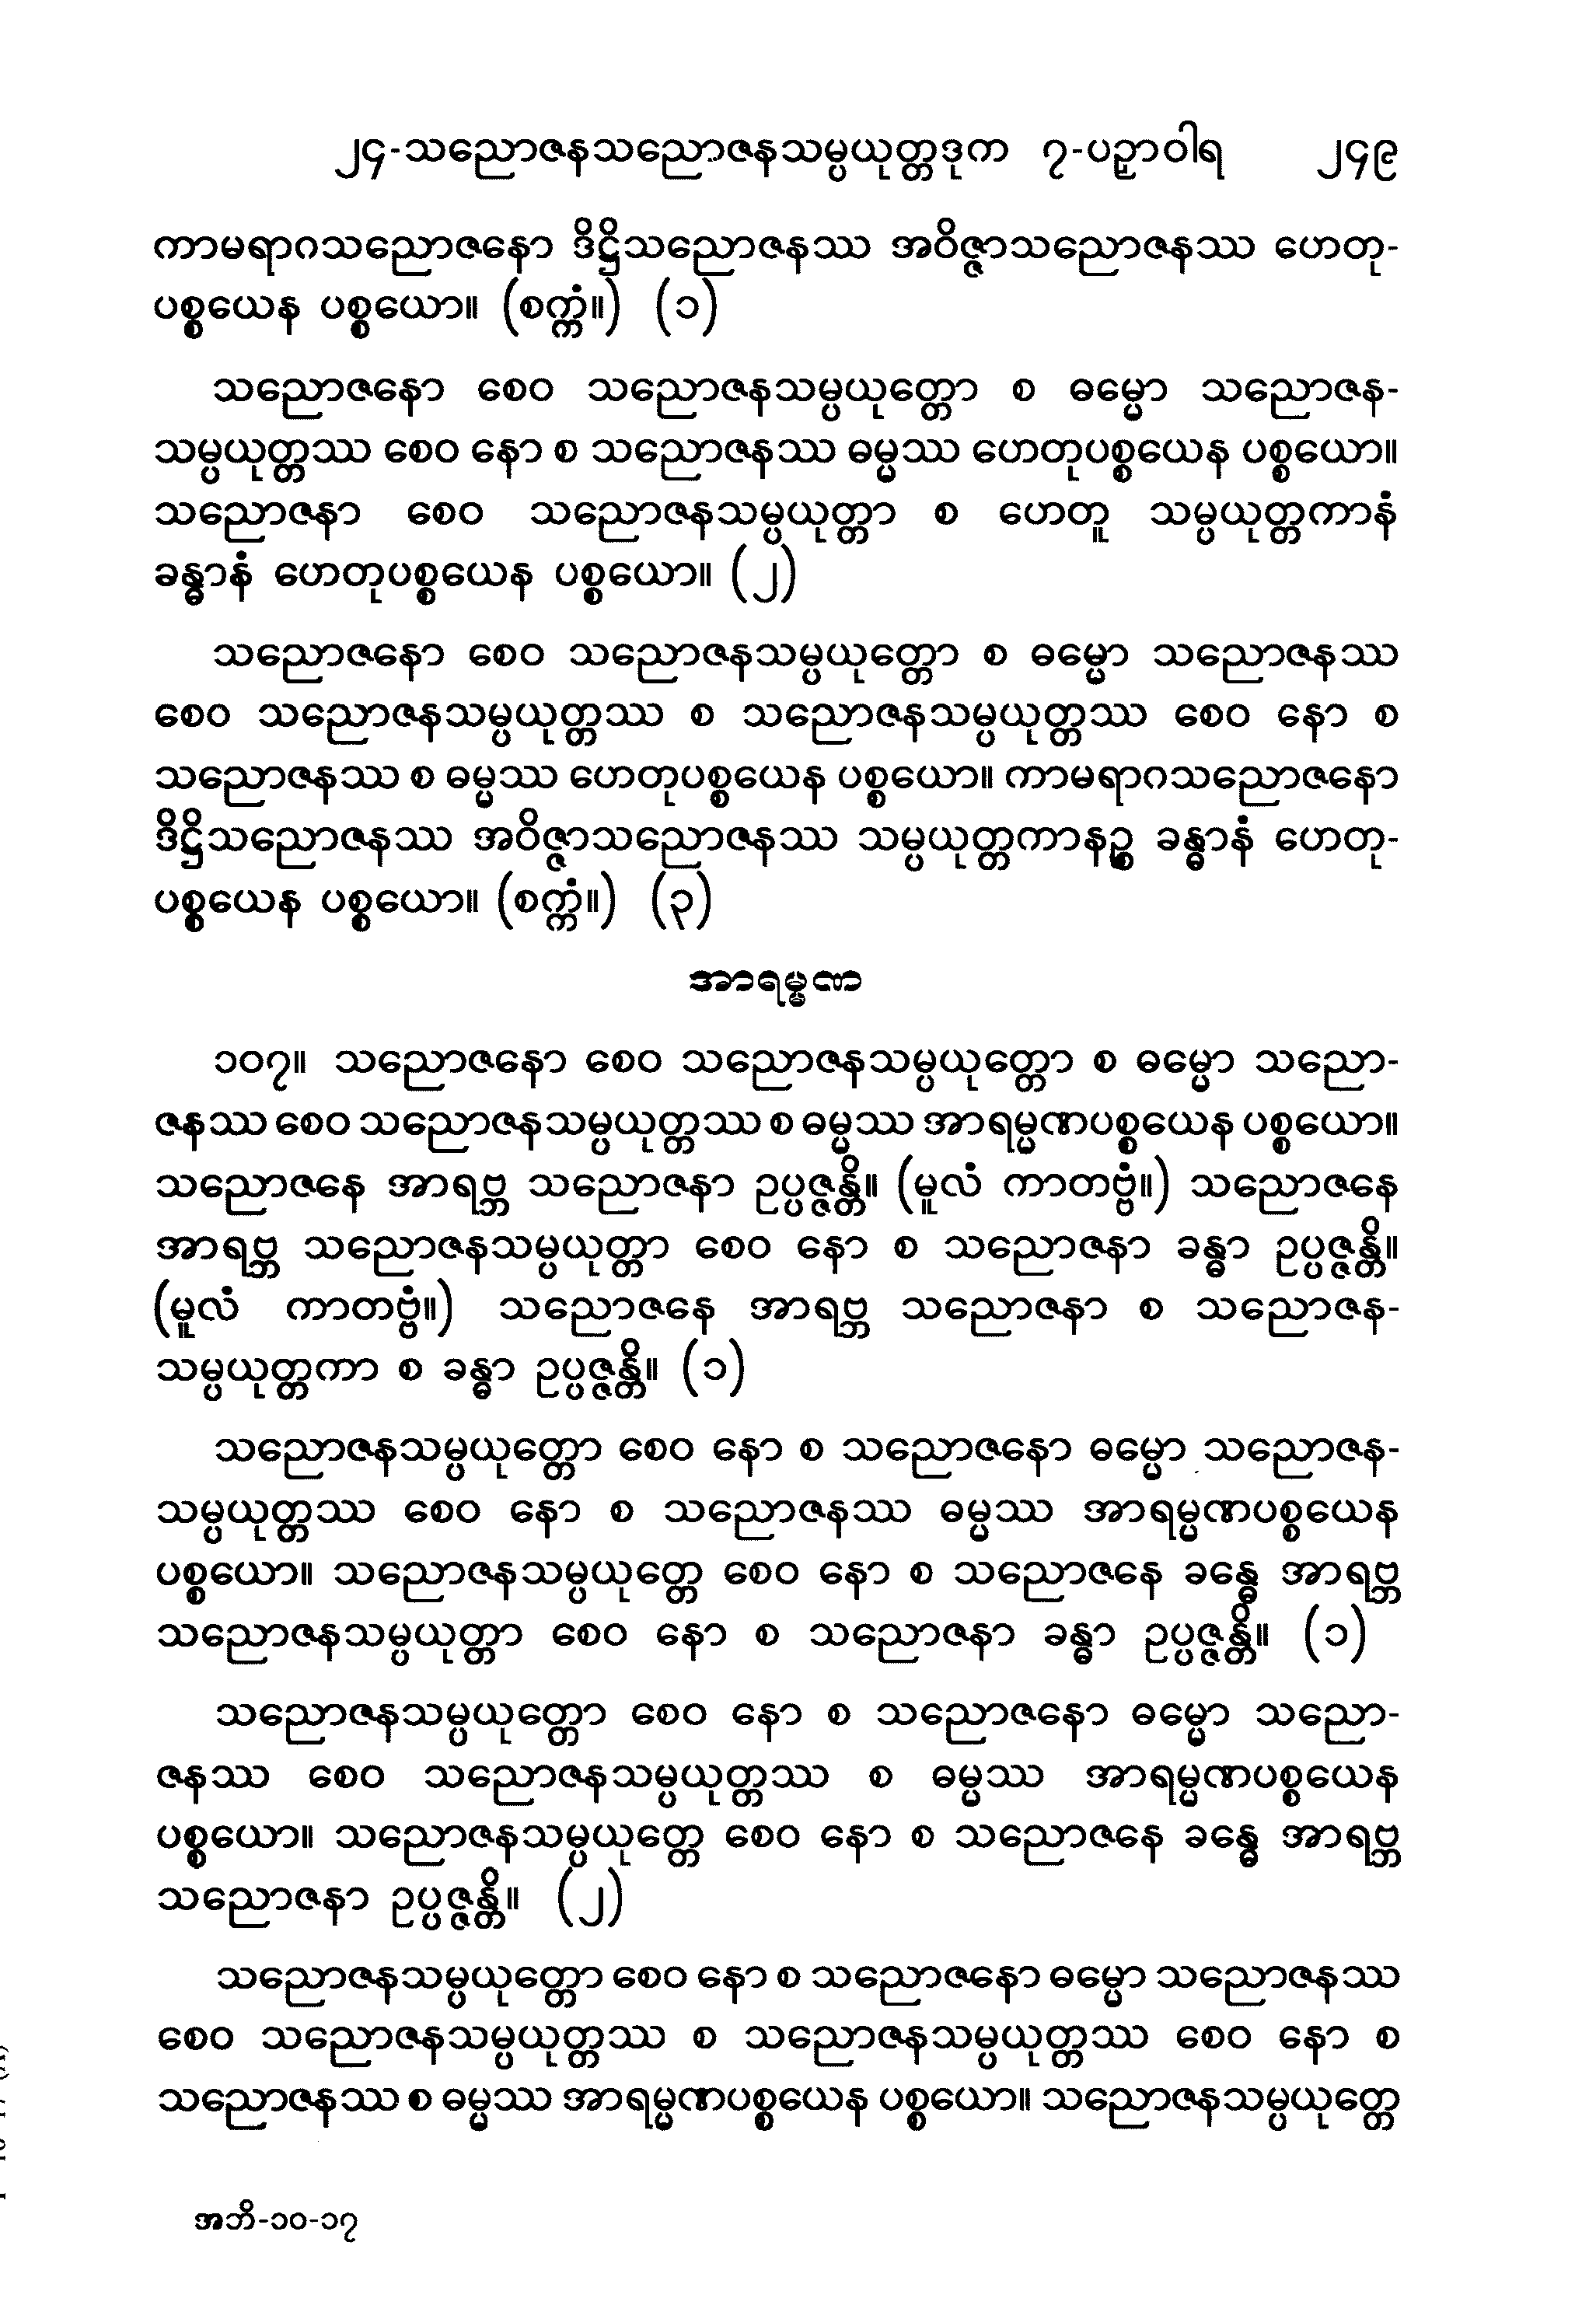 ၂၄-သညောဇနသညောဇနသမ္ပယုတ္တဒုက ၇-ပဉှာဝါရ ၂၄၉
ကာမရာဂသညောဇနော ဒိဋ္ဌိသညောဇနဿ အဝိဇ္ဇာသညောဇနဿ ဟေတု-
ပစ္စယေန ပစ္စယော။ (စက္ကံ။) (၁)
သညောဇနော စေဝ သညောဇနသမ္ပယုတ္တော စ ဓမ္မော သညောဇန-
သမ္ပယုတ္တဿ စေဝ နော စ သညောဇနဿ ဓမ္မဿ ဟေတုပစ္စယေန ပစ္စယော။
သညောဇနာ စေဝ သညောဇနသမ္ပယုတ္တာ စ ဟေတူ သမ္ပယုတ္တကာနံ
ခန္ဓာနံ ဟေတုပစ္စယေန ပစ္စယော။ (၂)
သညောဇနော စေဝ သညောဇနသမ္ပယုတ္တော စ ဓမ္မော သညောဇနဿ
စေဝ သညောဇနသမ္ပယုတ္တဿ စ သညောဇနသမ္ပယုတ္တဿ စေဝ နော စ
သညောဇနဿ စ ဓမ္မဿ ဟေတုပစ္စယေန ပစ္စယော။ ကာမရာဂသညောဇနော
ဒိဋ္ဌိသညောဇနဿ အဝိဇ္ဇာသညောဇနဿ သမ္ပယုတ္တကာနဉ္စ ခန္ဓာနံ ဟေတု-
ပစ္စယေန ပစ္စယော။ (စက္ကံ။) (၃)
အာရမ္မဏ
၁၀၇။ သညောဇနော စေဝ သညောဇနသမ္ပယုတ္တော စ ဓမ္မော သညော-
ဇနဿ စေဝ သညောဇနသမ္ပယုတ္တဿ စ ဓမ္မဿ အာရမ္မဏပစ္စယေန ပစ္စယော။
သညောဇနေ အာရဗ္ဘ သညောဇနာ ဥပ္ပဇ္ဇန္တိ။ (မူလံ ကာတဗ္ဗံ။) သညောဇနေ
အာရဗ္ဘ သညောဇနသမ္ပယုတ္တာ စေဝ နော စ သညောဇနာ ခန္ဓာ ဥပ္ပဇ္ဇန္တိ။
(မူလံ ကာတဗ္ဗံ။) သညောဇနေ အာရဗ္ဘ သညောဇနာ စ သညောဇန-
သမ္ပယုတ္တကာ စ ခန္ဓာ ဥပ္ပဇ္ဇန္တိ။ (၁)
သညောဇနသမ္ပယုတ္တော စေဝ နော စ သညောဇနော ဓမ္မော သညောဇန-
သမ္ပယုတ္တဿ စေဝ နော စ သညောဇနဿ ဓမ္မဿ အာရမ္မဏပစ္စယေန
ပစ္စယော။ သညောဇနသမ္ပယုတ္တေ စေဝ နော စ သညောဇနေ ခန္ဓေ အာရဗ္ဘ
သညောဇနသမ္ပယုတ္တာ စေဝ နော စ သညောဇနာ ခန္ဓာ ဥပ္ပဇ္ဇန္တိ။ (၁)
သညောဇနသမ္ပယုတ္တော စေဝ နော စ သညောဇနော ဓမ္မော သညော-
ဇနဿ စေဝ သညောဇနသမ္ပယုတ္တဿ စ ဓမ္မဿ အာရမ္မဏပစ္စယေန
ပစ္စယော။ သညောဇနသမ္ပယုတ္တေ စေဝ နော စ သညောဇနေ ခန္ဓေ အာရဗ္ဘ
သညောဇနာ ဥပ္ပဇ္ဇန္တိ။ (၂)
သညောဇနသမ္ပယုတ္တော စေဝ နော စ သညောဇနော ဓမ္မော သညောဇနဿ
စေဝ သညောဇနသမ္ပယုတ္တဿ စ သညောဇနသမ္ပယုတ္တဿ စေဝ နော စ
သညောဇနဿ စ ဓမ္မဿ အာရမ္မဏပစ္စယေန ပစ္စယော။ သညောဇနသမ္ပယုတ္တေ
အဘိ-၁၀-၁၇